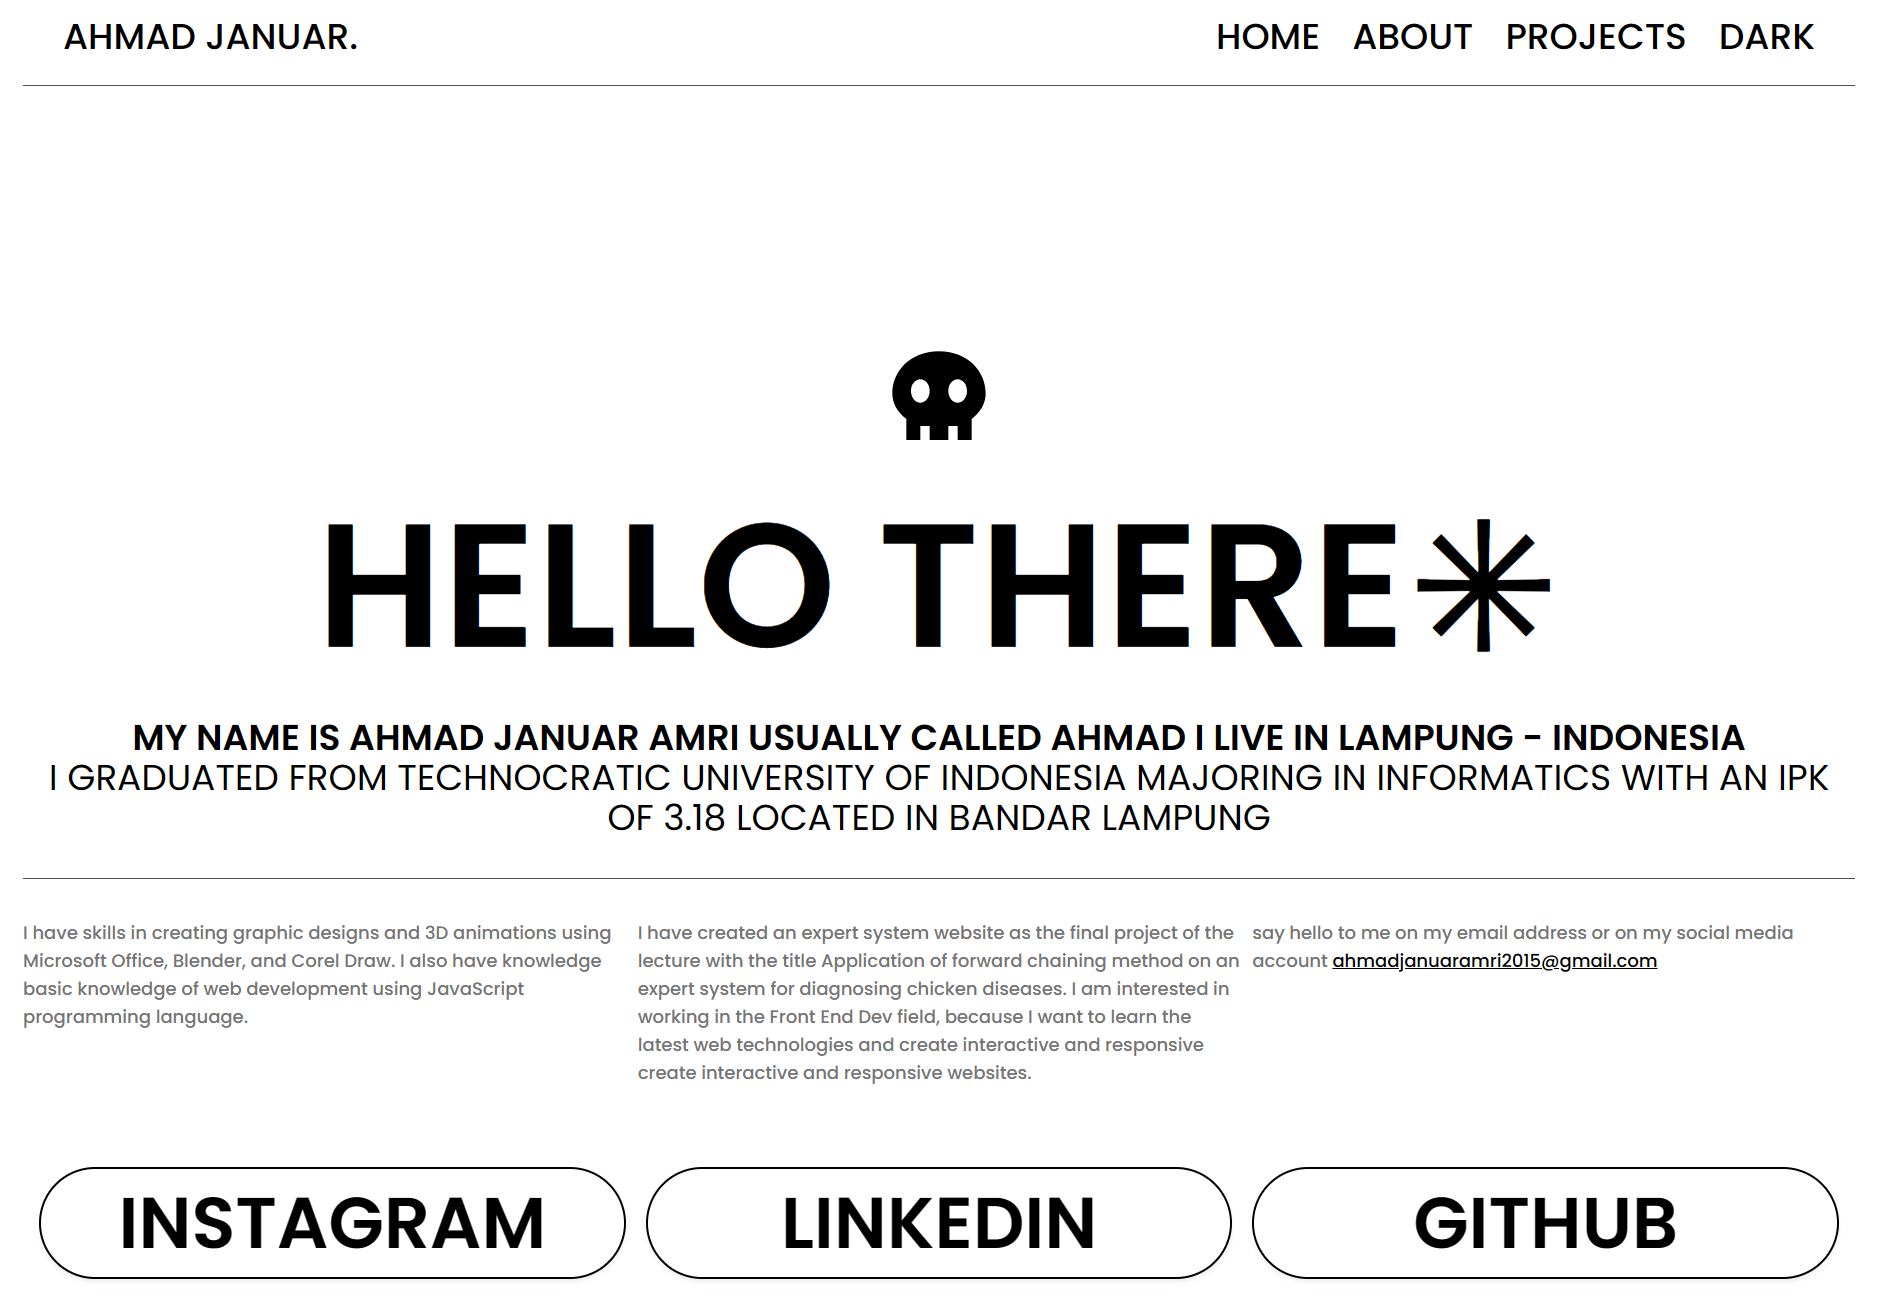 AHMAD JANUAR.
HOME ABOUT PROJECTS DARK
HELLO THERE✳
MY NAME IS AHMAD JANUAR AMRI USUALLY CALLED AHMAD I LIVE IN LAMPUNG - INDONESIA
I GRADUATED FROM TECHNOCRATIC UNIVERSITY OF INDONESIA MAJORING IN INFORMATICS WITH AN IPK
OF 3.18 LOCATED IN BANDAR LAMPUNG
I have skills in creating graphic designs and 3D animations using
Microsoft Office, Blender, and Corel Draw. I also have knowledge
basic knowledge of web development using JavaScript
programming language.
I have created an expert system website as the final project of the
lecture with the title Application of forward chaining method on an
expert system for diagnosing chicken diseases. I am interested in
working in the Front End Dev field, because I want to learn the
latest web technologies and create interactive and responsive
create interactive and responsive websites.
say hello to me on my email address or on my social media
account ahmadjanuaramri2015@gmail.com
INSTAGRAM
LINKEDIN
GITHUB